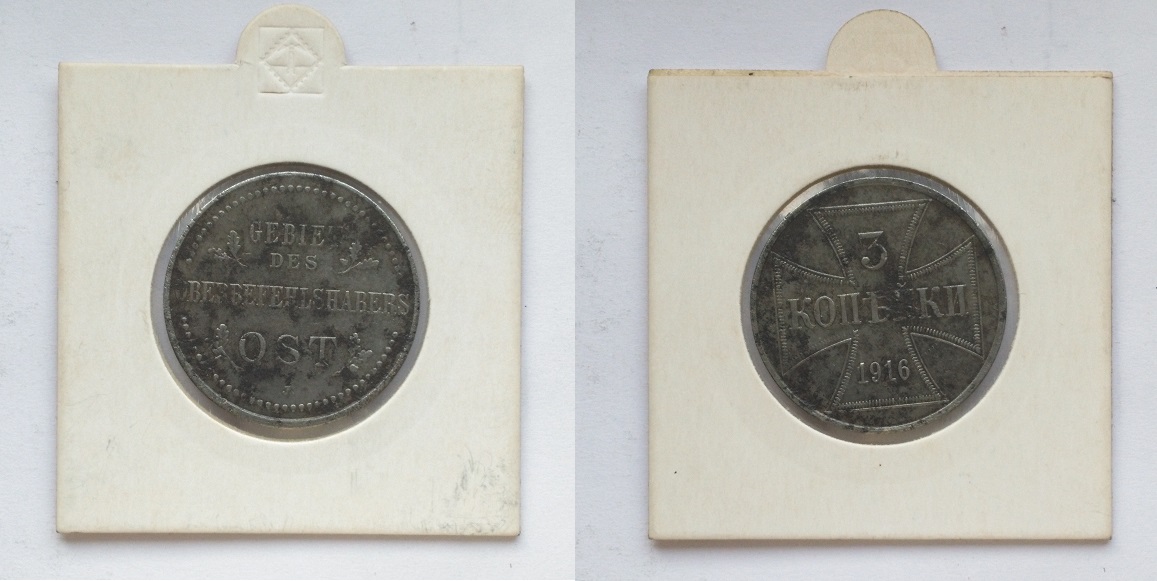 GEBIET
DES
OBERBEFEHLSHABERS
OST
J
3
КОПѢЙКИ
1916